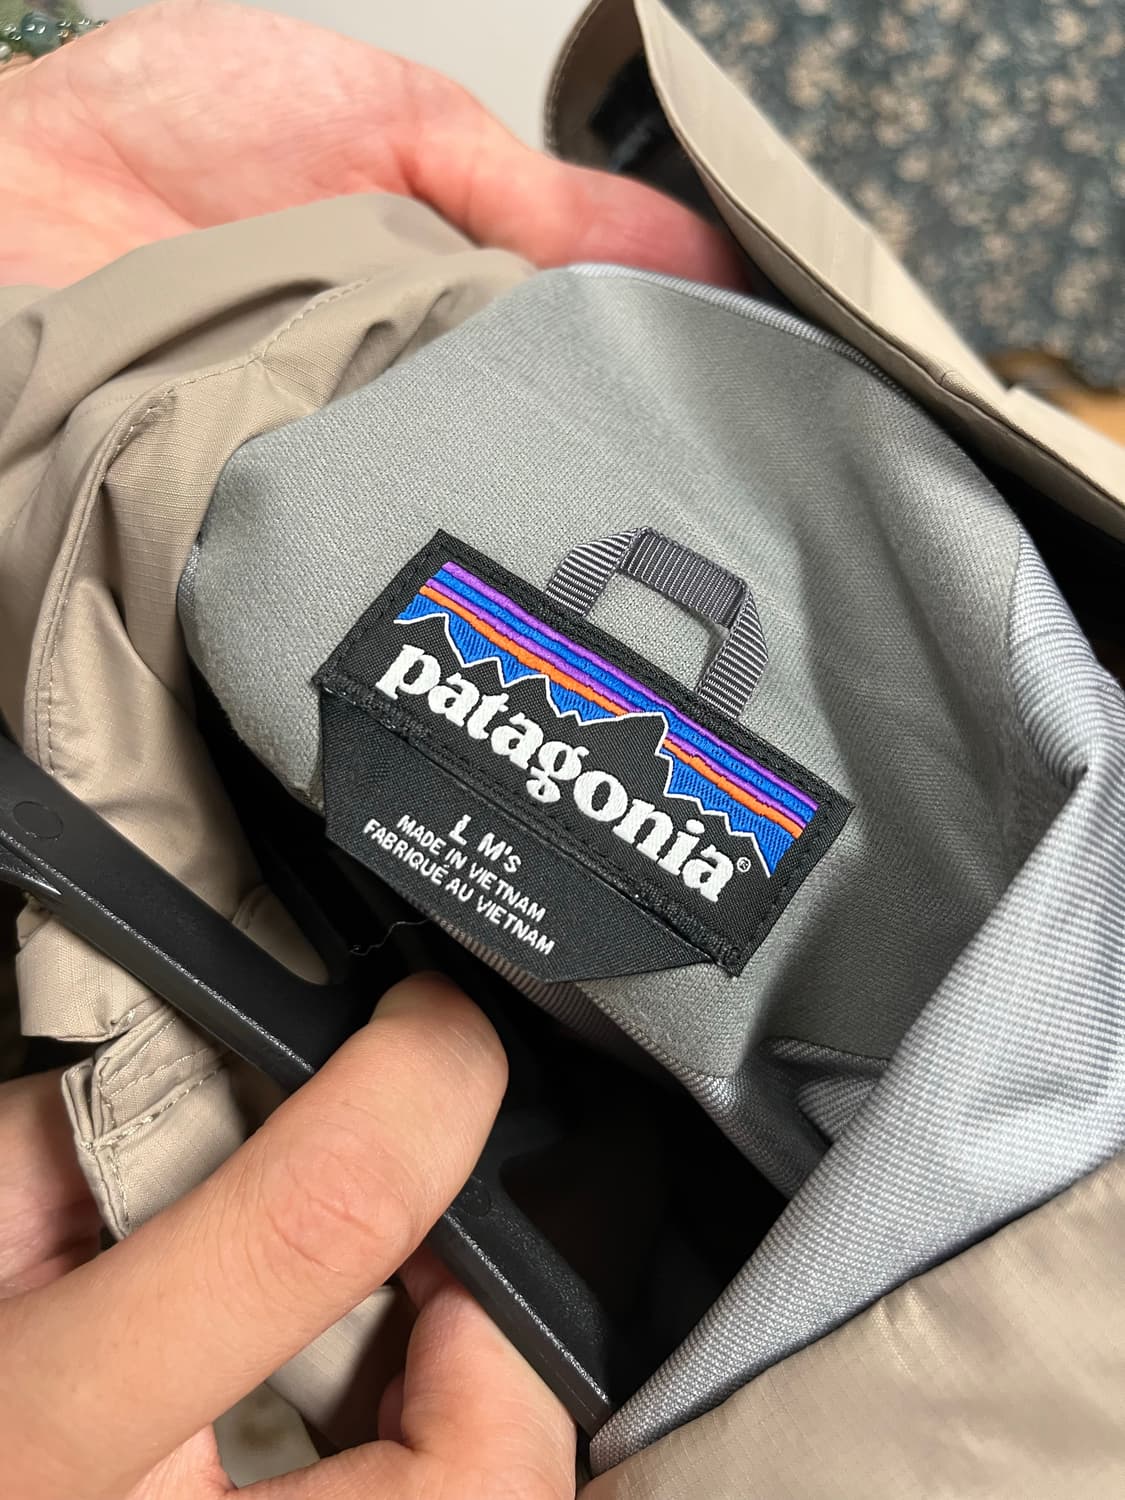 patagonia®
L M's
MADE IN VIETNAM
FABRIQUÉ AU VIETNAM